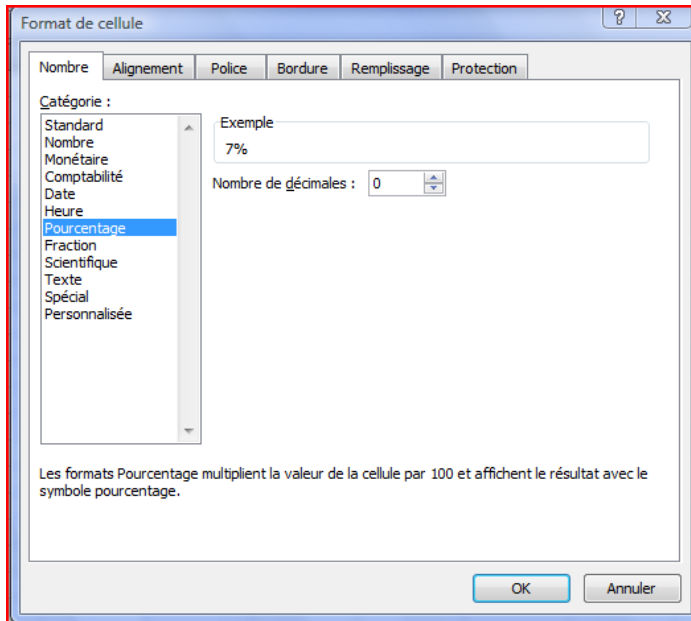 Format de cellule
Nombre Alignement Police Bordure Remplissage Protection
Catégorie :
Standard
Nombre
Monétaire
Comptabilité
Date
Heure
Pourcentage
Fraction
Scientifique
Texte
Spécial
Personnalisée
Exemple
7%
Nombre de décimales : 0
Les formats Pourcentage multiplient la valeur de la cellule par 100 et affichent le résultat avec le
symbole pourcentage.
OK Annuler